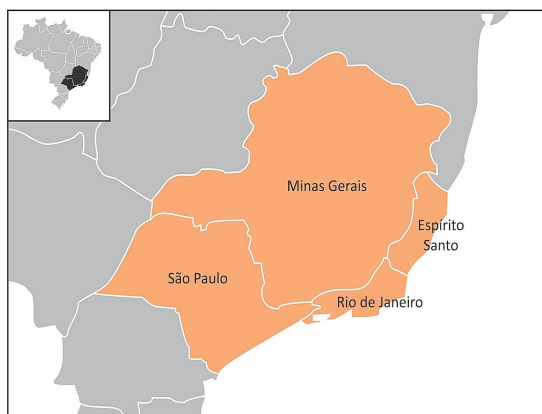 Minas Gerais
Espírito
Santo
São Paulo
Rio de Janeiro